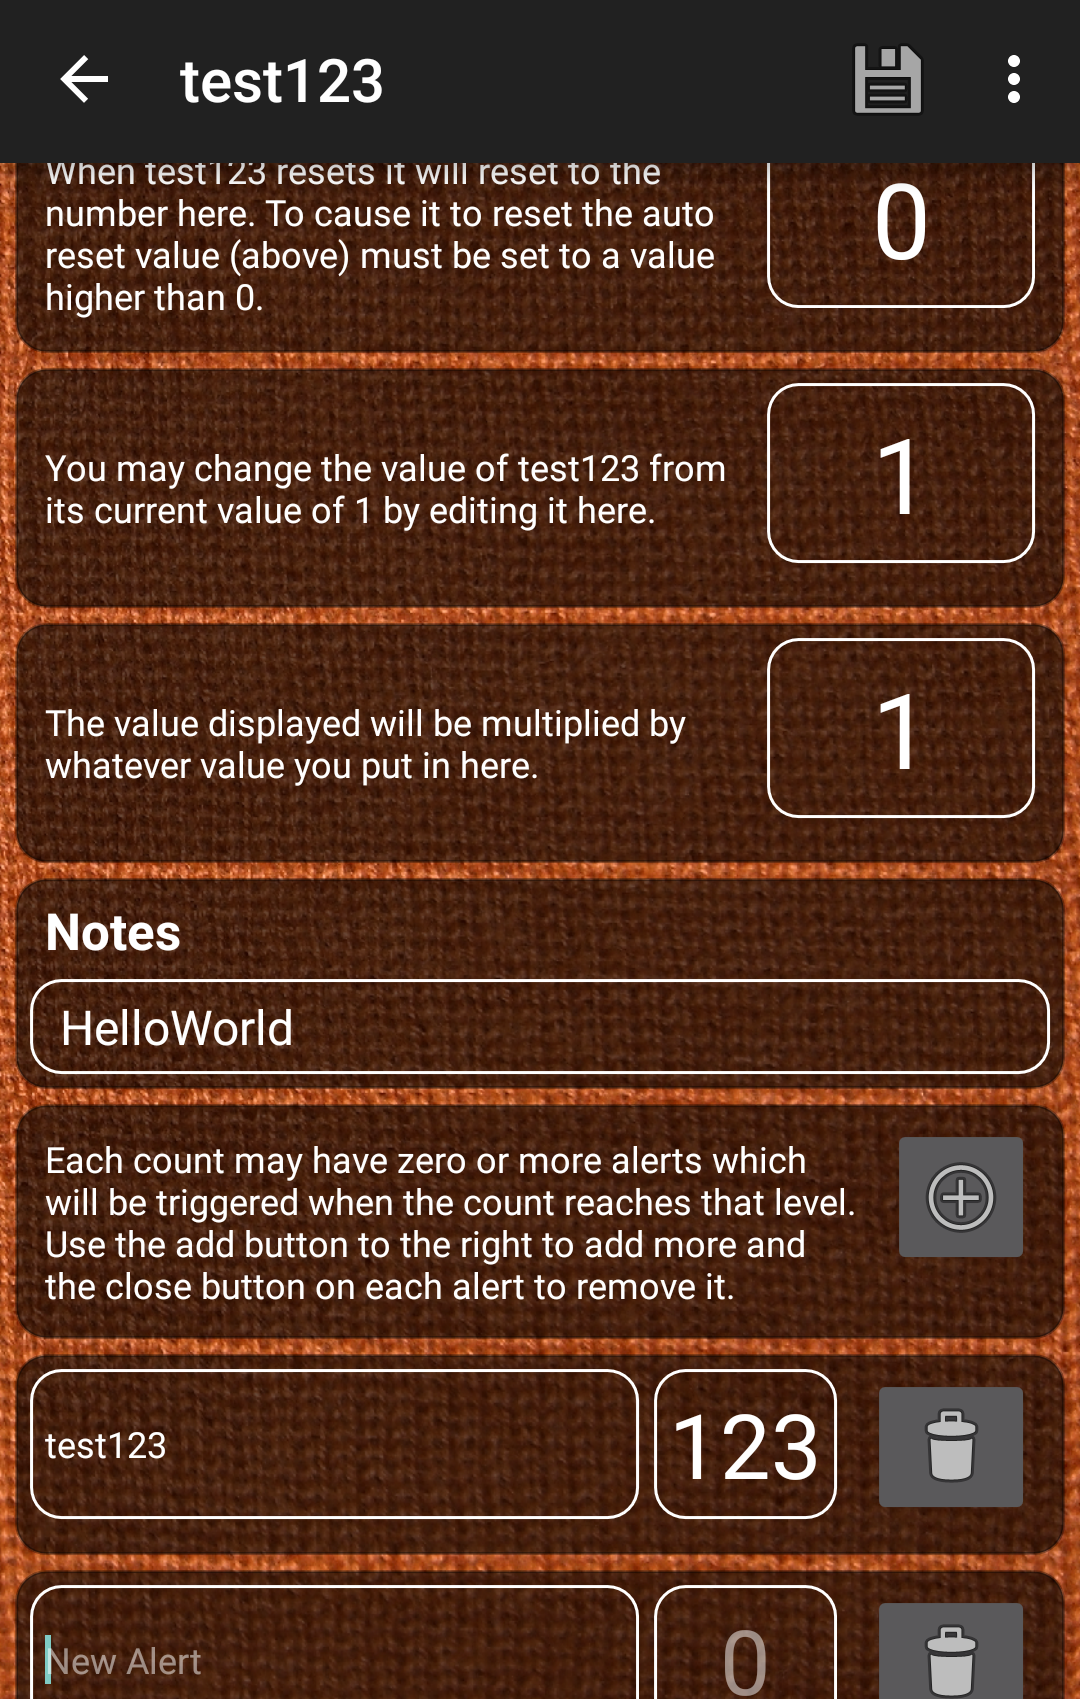 test123
When test123 resets it will reset to the
number here. To cause it to reset the auto
reset value (above) must be set to a value
higher than 0.
0
You may change the value of test123 from
its current value of 1 by editing it here.
1
The value displayed will be multiplied by
whatever value you put in here.
1
Notes
HelloWorld
Each count may have zero or more alerts which
will be triggered when the count reaches that level.
Use the add button to the right to add more and
the close button on each alert to remove it.
test123
123
New Alert
0